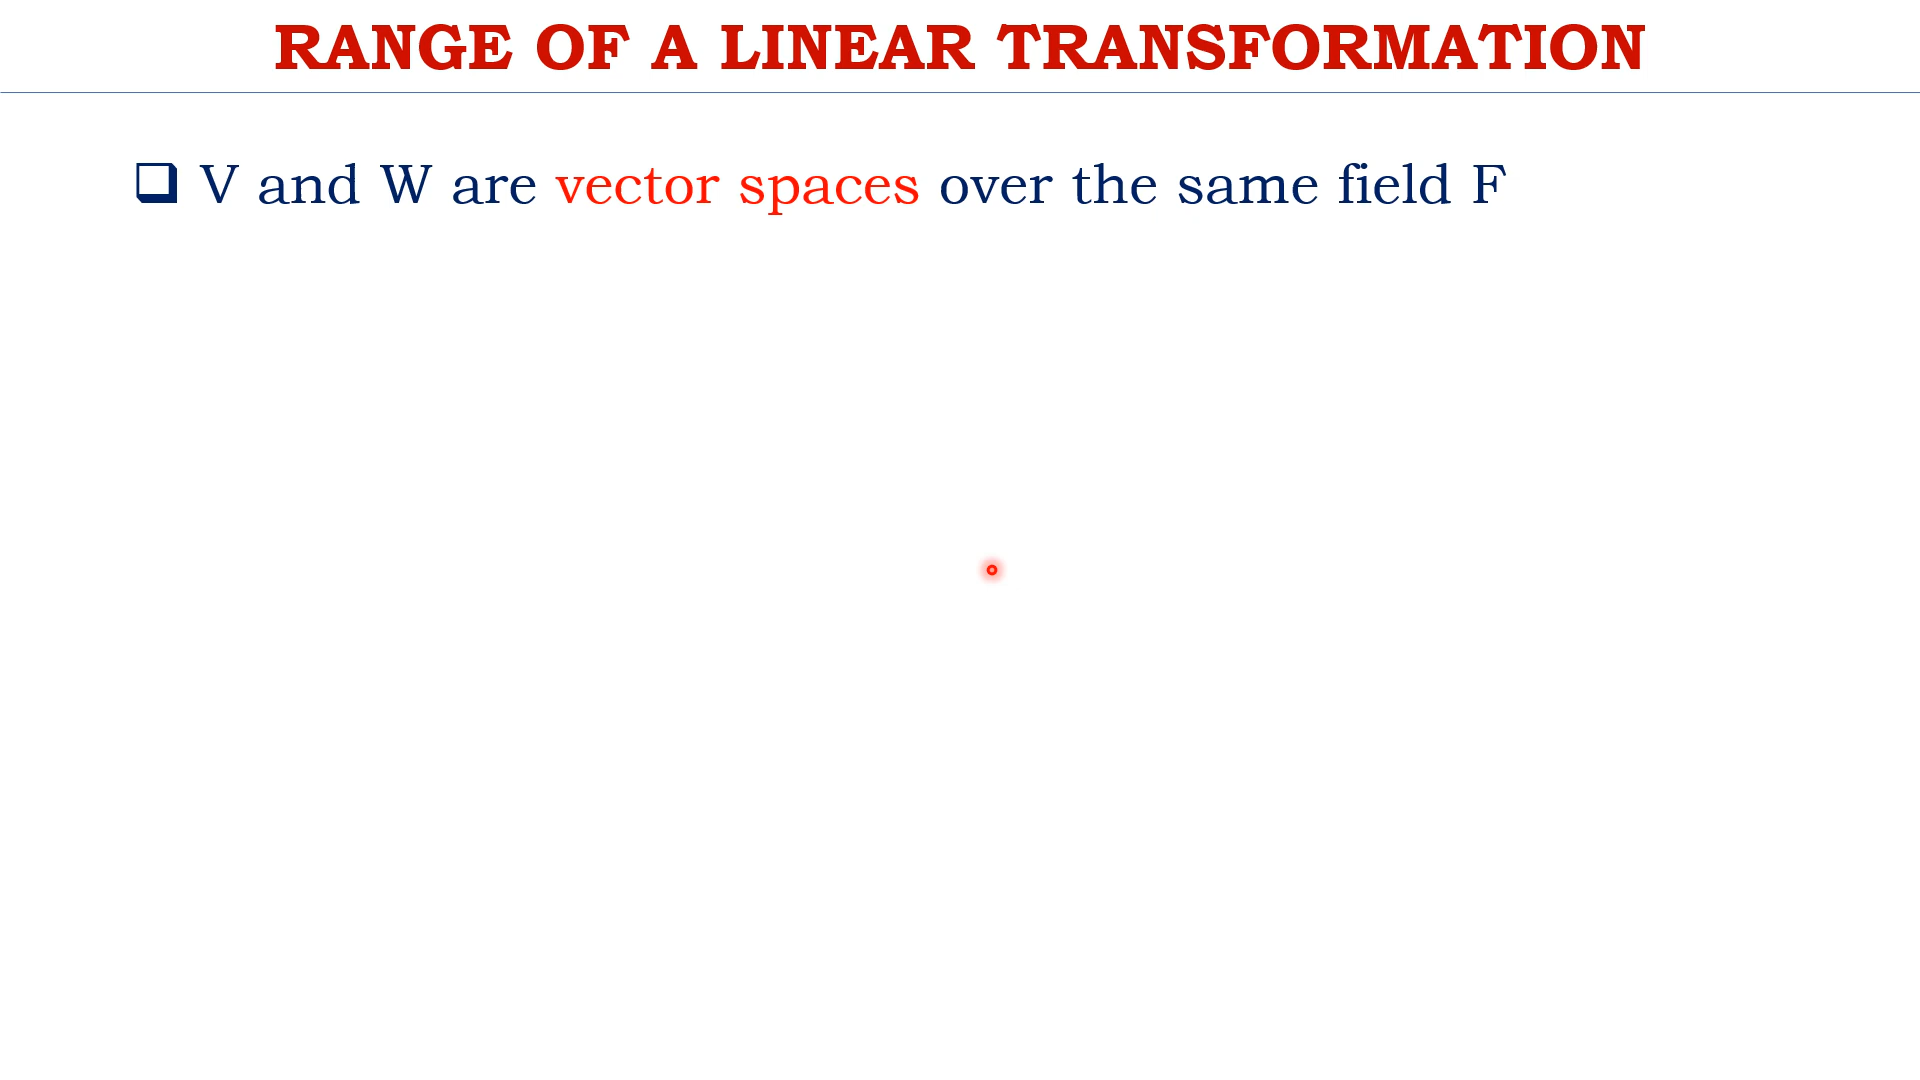 RANGE OF A LINEAR TRANSFORMATION
❑ V and W are vector spaces over the same field F